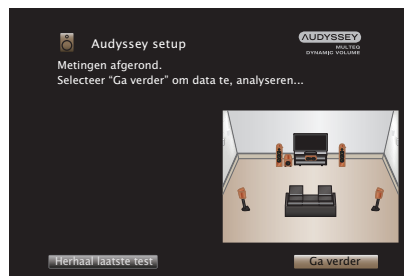 Audyssey setup
AUDYSSEY
MULTEQ
DYNAMIC VOLUME
Metingen afgerond.
Selecteer “Ga verder” om data te, analyseren...
Herhaal laatste test
Ga verder